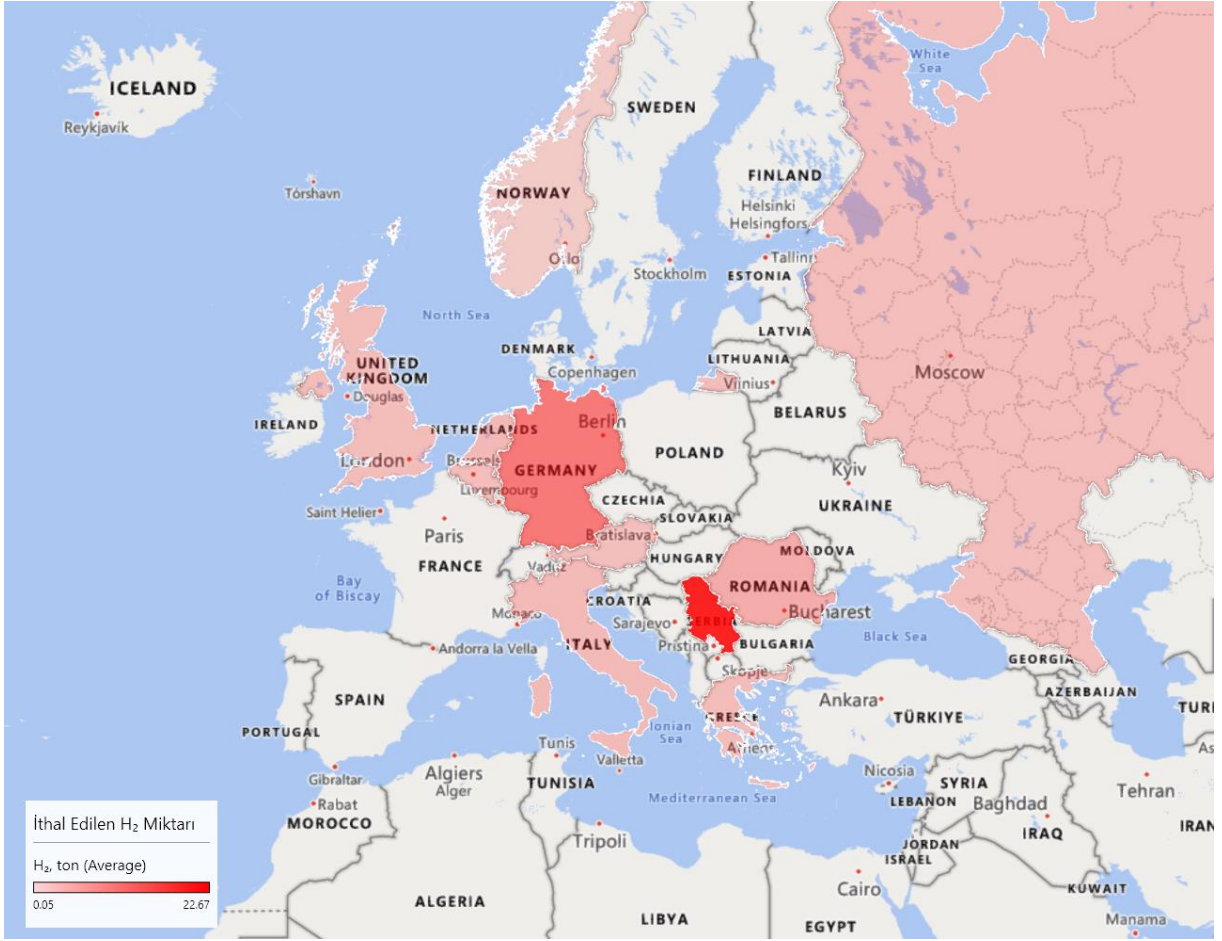 White
Sea
ICELAND
Reykjavík
SWEDEN
FINLAND
Helsinki
Helsingfors
Tórshavn
NORWAY
Oslo
Stockholm
Tallinn
ESTONIA
North Sea
LATVIA
DENMARK
Copenhagen
LITHUANIA
Vilnius
Moscow
UNITED
KINGDOM
Douglas
BELARUS
IRELAND
NETHERLANDS
Berlin
London
Brussels
GERMANY
POLAND
Kyiv
Luxembourg
CZECHIA
UKRAINE
Saint Helier
SLOVAKIA
Paris
Bratislava
HUNGARY
MOLDOVA
FRANCE
Vaduz
Bay
of Biscay
ROMANIA
CROATIA
Bucharest
Monaco
Sarajevo
SERBIA
ITALY
Pristina
BULGARIA
Black Sea
Andorra la Vella
Skopje
GEORGIA
SPAIN
AZERBAIJAN
Ankara
TÜRKİYE
TUR
GREECE
PORTUGAL
Ionian
Sea
Athens
Tunis
Valletta
Gibraltar
Algiers
Alger
TUNISIA
Nicosia
SYRIA
Tehran
Rabat
Mediterranean Sea
LEBANON
Baghdad
MOROCCO
Tripoli
IRAQ
IRAN
JORDAN
ISRAEL
Cairo
KUWAIT
ALGERIA
LIBYA
EGYPT
Manama
As
İthal Edilen H₂ Miktarı
H₂, ton (Average)
0.05 22.67